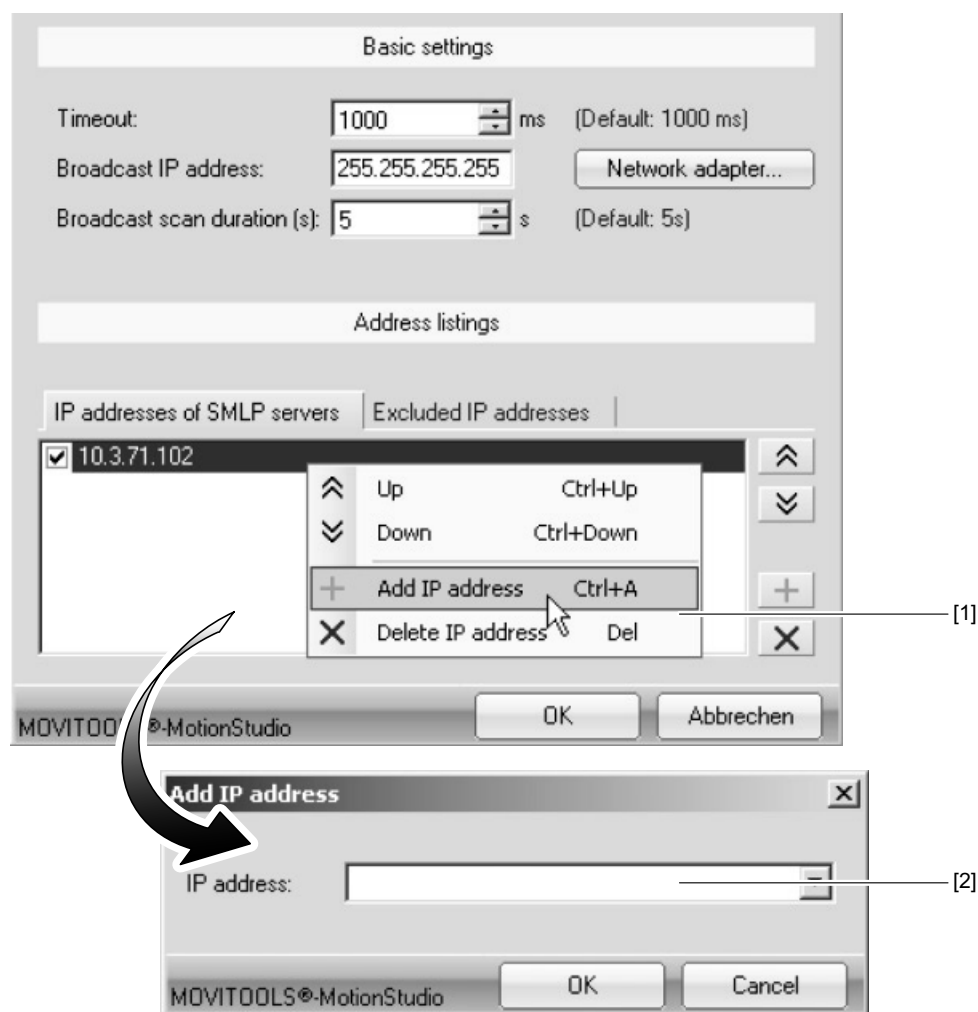 Basic settings
Timeout: 1000 ms (Default: 1000 ms)
Broadcast IP address: 255.255.255.255 Network adapter...
Broadcast scan duration (s): 5 s (Default: 5s)
Address listings
IP addresses of SMLP servers Excluded IP addresses
10.3.71.102
Up Ctrl+Up
Down Ctrl+Down
Add IP address Ctrl+A
[1]
Delete IP address Del
MOVITOO ®-MotionStudio OK Abbrechen
Add IP address
IP address: [2]
MOVITOOLS®-MotionStudio OK Cancel